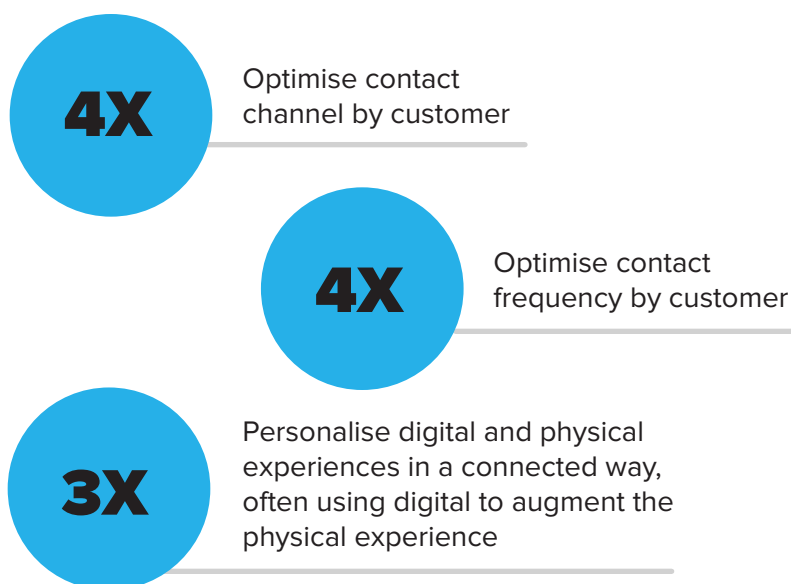 4X
Optimise contact
channel by customer
4X
Optimise contact
frequency by customer
3X
Personalise digital and physical
experiences in a connected way,
often using digital to augment the
physical experience